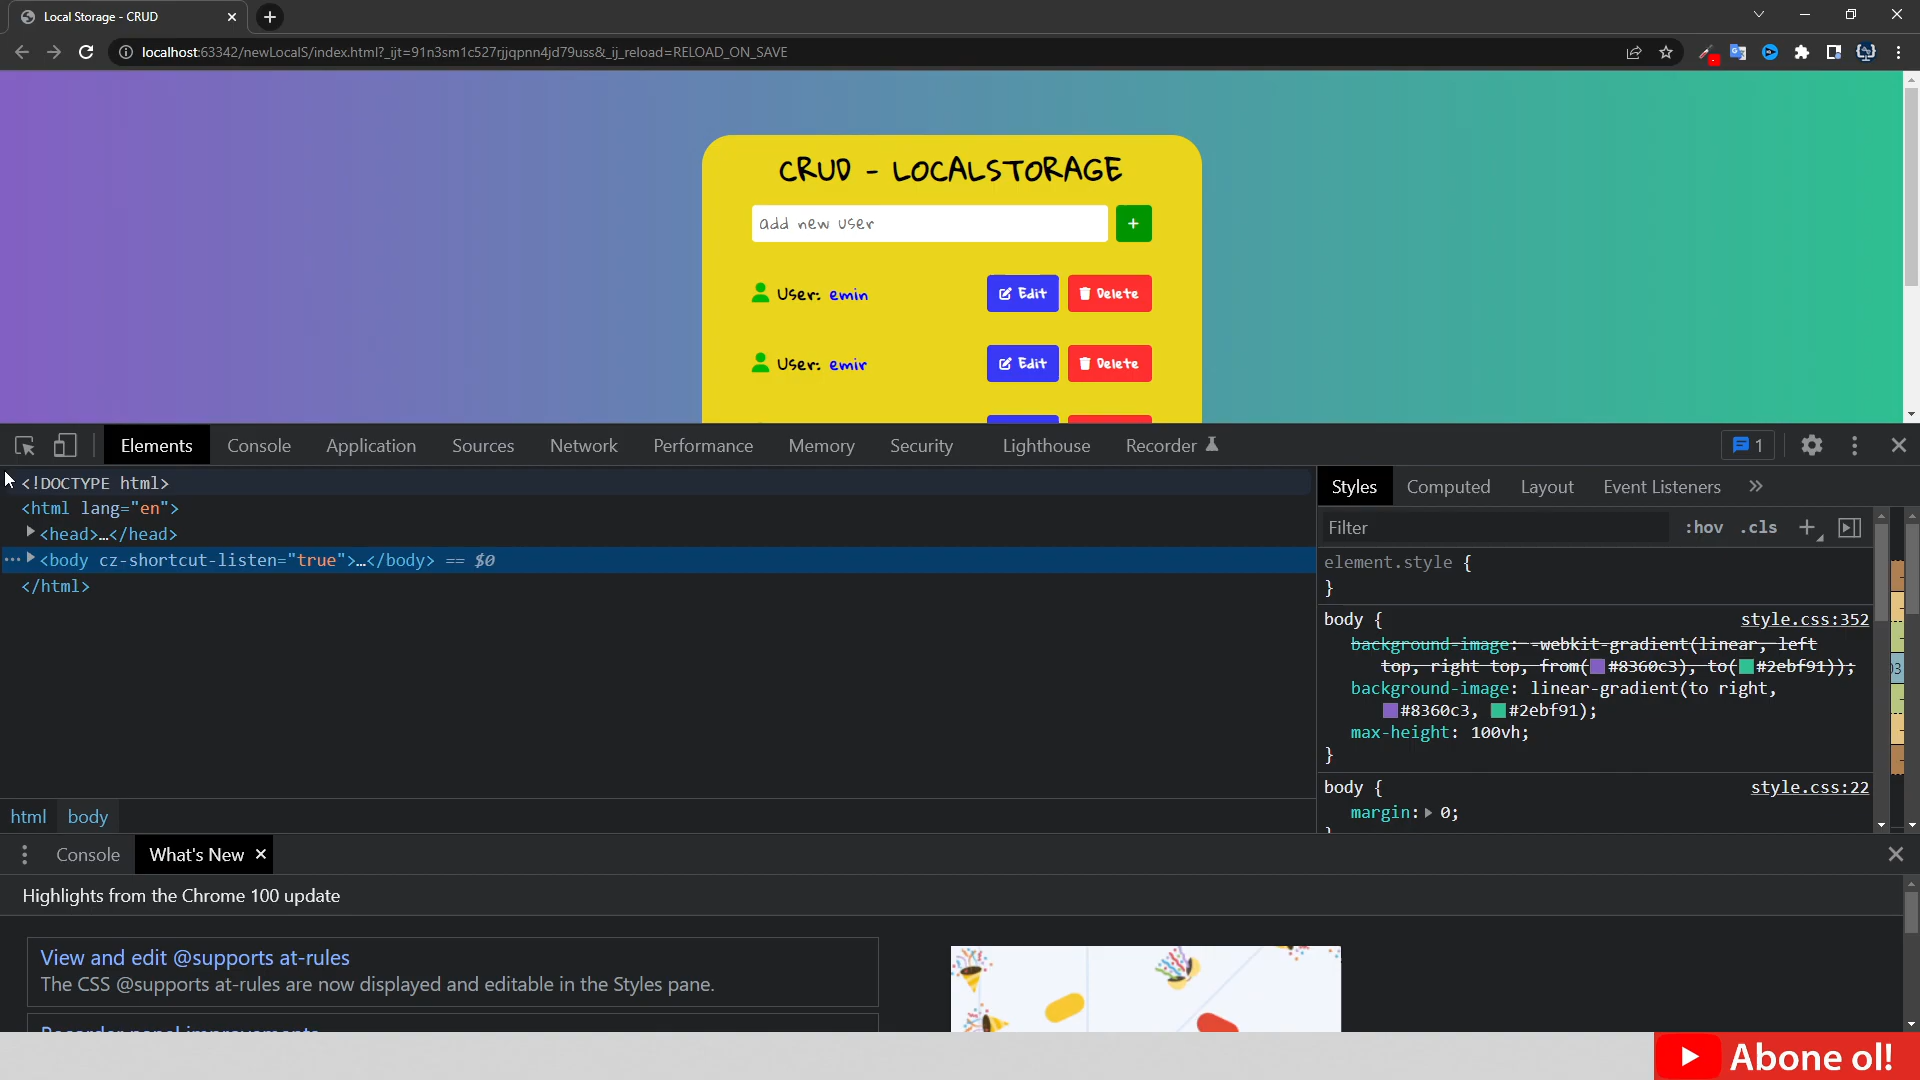 Local Storage - CRUD
localhost:63342/newLocalS/index.html?_ijt=91n3sm1c527rjjqpnn4jd79uss&_ij_reload=RELOAD_ON_SAVE
CRUD - LOCALSTORAGE
add new user
+
User: emin
Edit
Delete
User: emir
Edit
Delete
Elements
Console
Application
Sources
Network
Performance
Memory
Security
Lighthouse
Recorder
1
<!DOCTYPE html>
<html lang="en">
<head>…</head>
<body cz-shortcut-listen="true">…</body> == $0
</html>
html body
Styles
Computed
Layout
Event Listeners
Filter
:hov .cls
element.style {
}
body {
style.css:352
background-image: -webkit-gradient(linear, left
top, right top, from(#8360c3), to(#2ebf91));
background-image: linear-gradient(to right,
#8360c3, #2ebf91);
max-height: 100vh;
}
body {
style.css:22
margin: 0;
Console
What's New
Highlights from the Chrome 100 update
View and edit @supports at-rules
The CSS @supports at-rules are now displayed and editable in the Styles pane.
Abone ol!